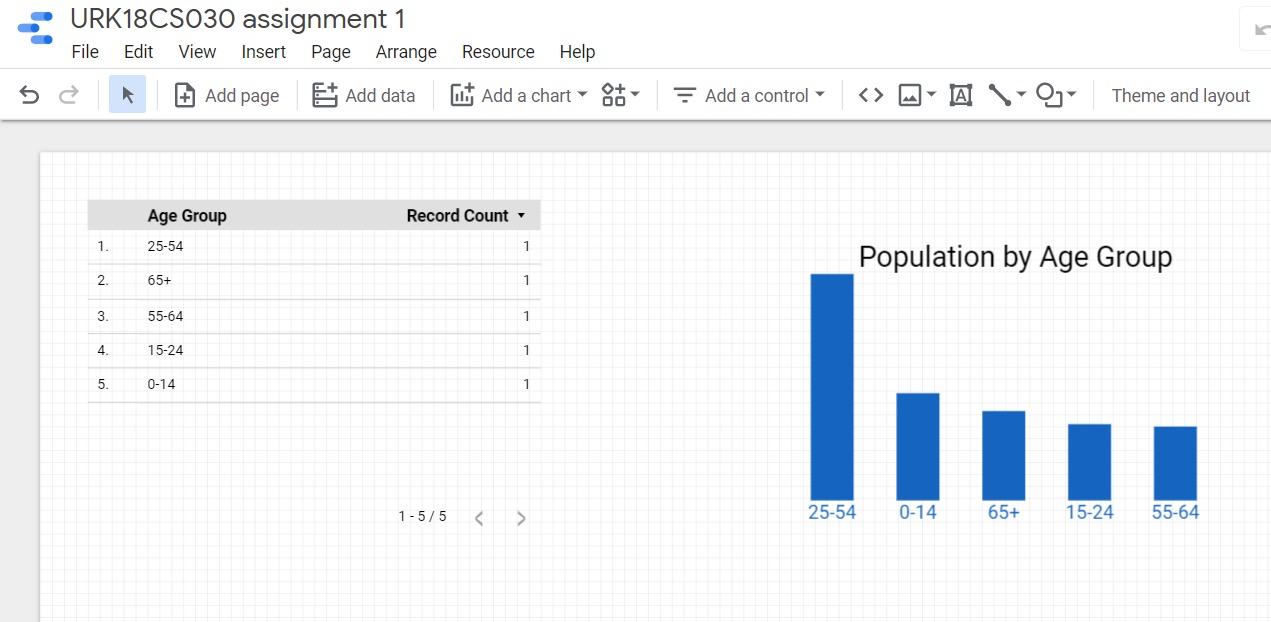 URK18CS030 assignment 1
File Edit View Insert Page Arrange Resource Help
Add page Add data Add a chart Add a control Theme and layout
Age Group Record Count
1. 25-54 1
2. 65+ 1
3. 55-64 1
4. 15-24 1
5. 0-14 1
1 - 5 / 5
Population by Age Group
25-54 0-14 65+ 15-24 55-64